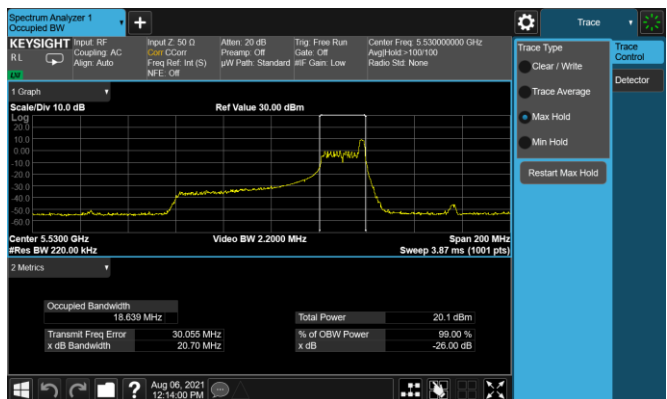 Spectrum Analyzer 1
Occupied BW
Trace
KEYSIGHT
RL
Input: RF
Coupling: AC
Align: Auto
Input Z: 50 Ω
Corr CCorr
Freq Ref: Int (S)
NFE: Off
Atten: 20 dB
Preamp: Off
µW Path: Standard
Trig: Free Run
Gate: Off
#IF Gain: Low
Center Freq: 5.530000000 GHz
Avg|Hold:>100/100
Radio Std: None
Trace Type
Clear / Write
Trace Average
Max Hold
Min Hold
Restart Max Hold
Trace
Control
Detector
1 Graph
Scale/Div 10.0 dB
Ref Value 30.00 dBm
Log
20.0
10.0
0.00
-10.0
-20.0
-30.0
-40.0
-50.0
-60.0
Center 5.5300 GHz
#Res BW 220.00 kHz
Video BW 2.2000 MHz
Span 200 MHz
Sweep 3.87 ms (1001 pts)
2 Metrics
Occupied Bandwidth
18.639 MHz
Transmit Freq Error 30.055 MHz
x dB Bandwidth 20.70 MHz
Total Power 20.1 dBm
% of OBW Power 99.00 %
x dB -26.00 dB
?
Aug 06, 2021
12:14:00 PM